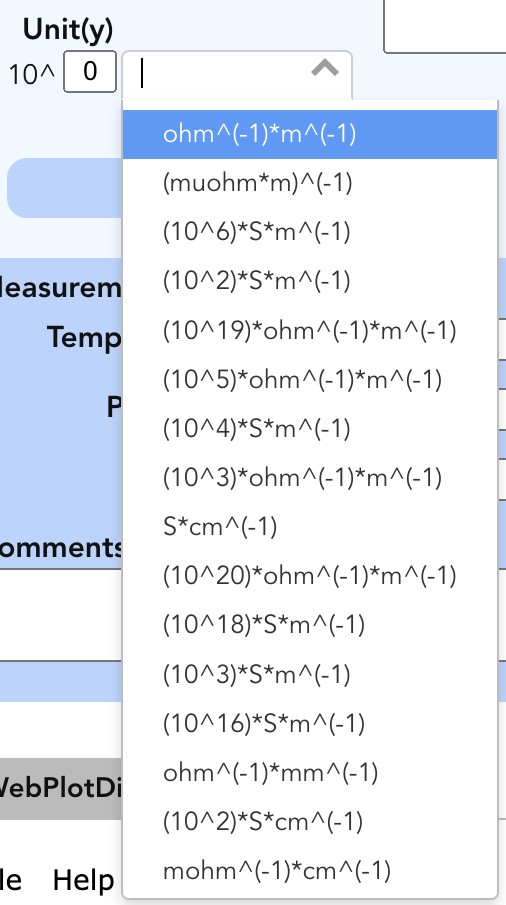 Unit(y)
10^ 0
ohm^(-1)*m^(-1)
(muohm*m)^(-1)
(10^6)*S*m^(-1)
(10^2)*S*m^(-1)
(10^19)*ohm^(-1)*m^(-1)
(10^5)*ohm^(-1)*m^(-1)
(10^4)*S*m^(-1)
(10^3)*ohm^(-1)*m^(-1)
S*cm^(-1)
(10^20)*ohm^(-1)*m^(-1)
(10^18)*S*m^(-1)
(10^3)*S*m^(-1)
(10^16)*S*m^(-1)
ohm^(-1)*mm^(-1)
(10^2)*S*cm^(-1)
mohm^(-1)*cm^(-1)
easurem
Temp
P
omments
ebPlotDi
le Help